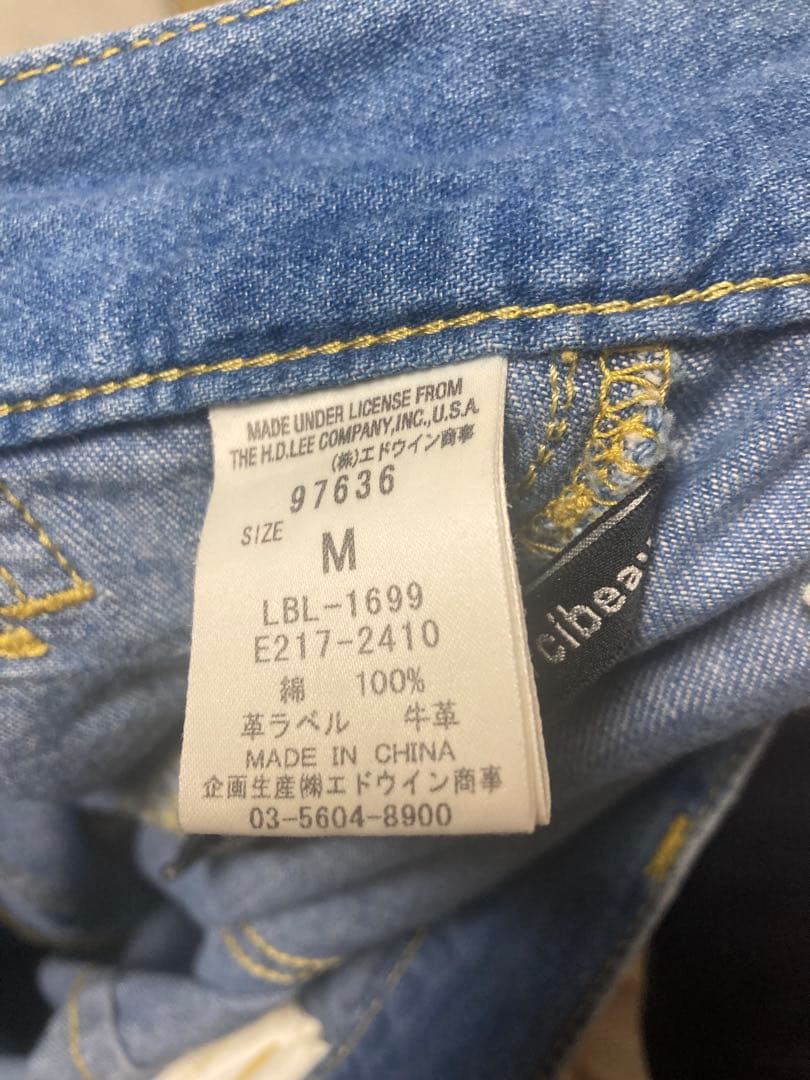 MADE UNDER LICENSE FROM
THE H.D.LEE COMPANY,INC.,U.S.A.
(株)エドウイン商事
97636
SIZE
M
LBL-1699
E217-2410
綿 100%
革ラベル 牛革
MADE IN CHINA
企画生産㈱エドウイン商事
03-5604-8900